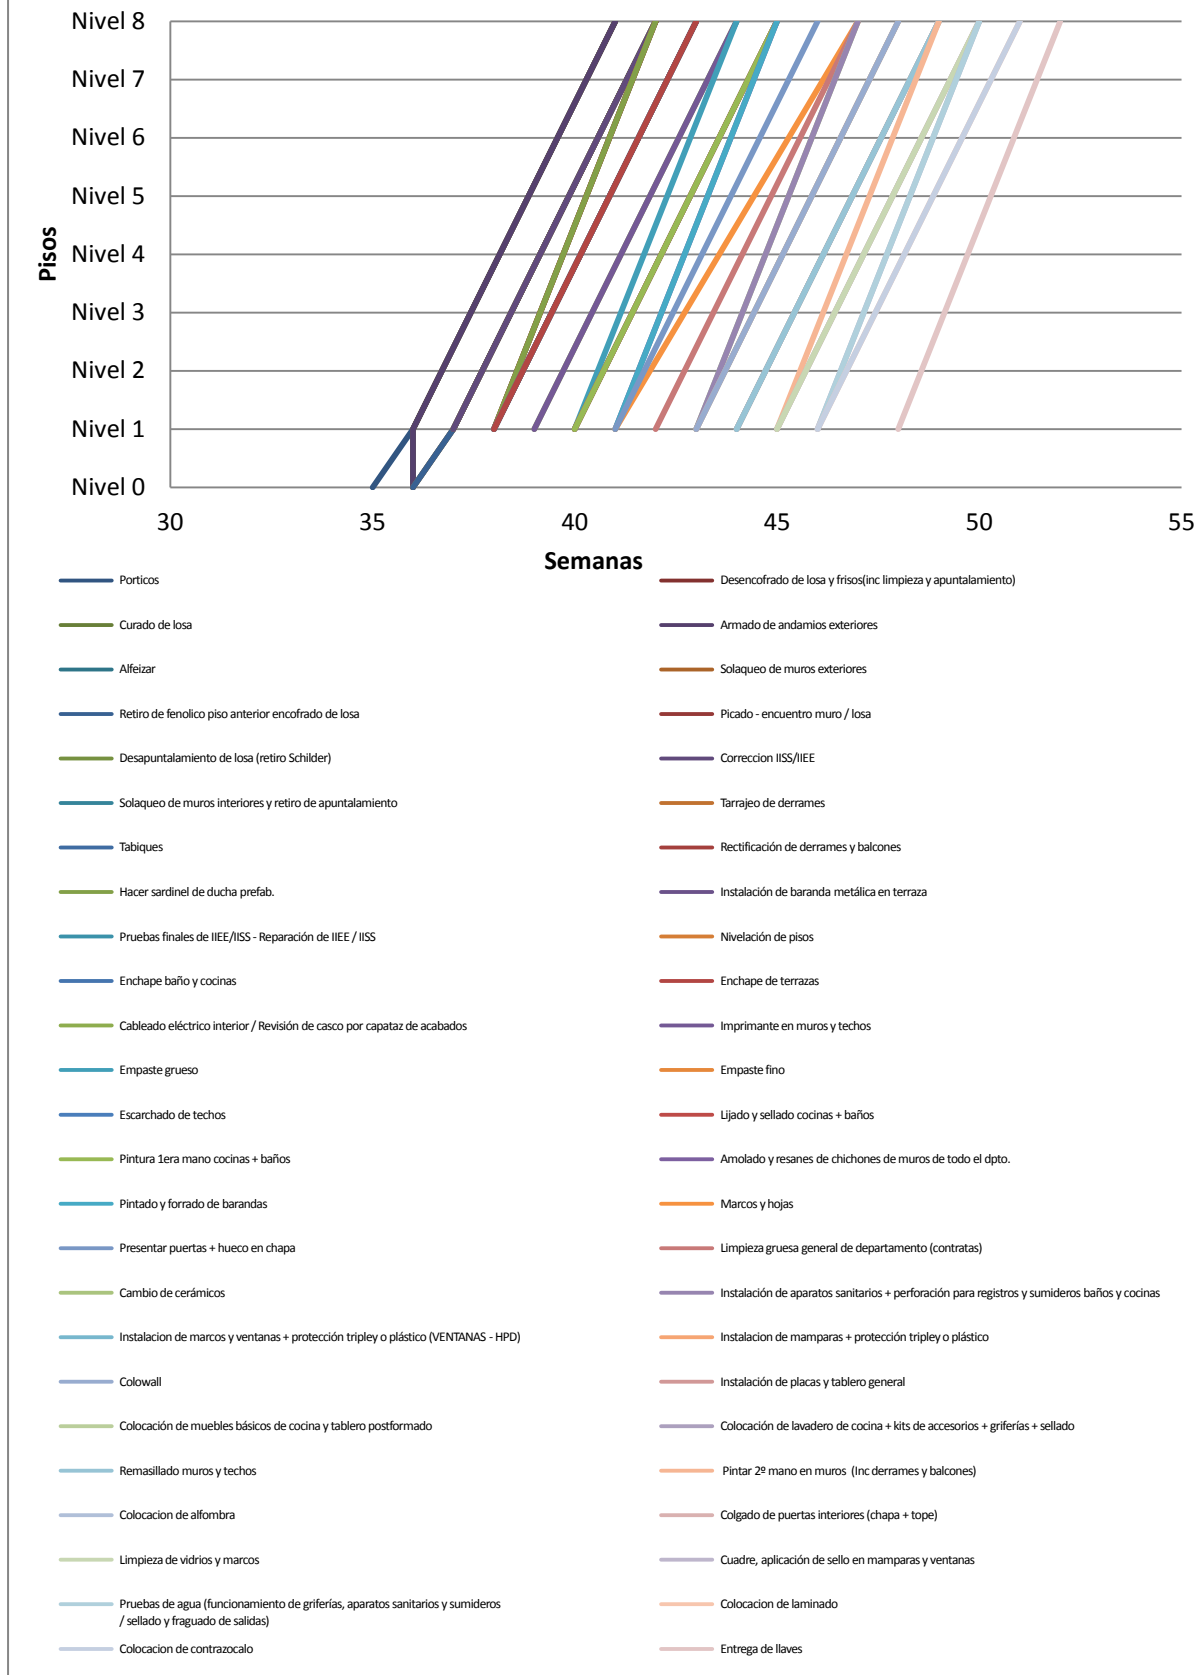 Nivel 8
Nivel 7
Nivel 6
Nivel 5
Nivel 4
Nivel 3
Nivel 2
Nivel 1
Nivel 0
Pisos
30 35 40 45 50 55
Semanas
Porticos
Desencofrado de losa y frisos(inc limpieza y apuntalamiento)
Curado de losa
Armado de andamios exteriores
Alfeizar
Solaqueo de muros exteriores
Retiro de fenolico piso anterior encofrado de losa
Picado - encuentro muro / losa
Desapuntalamiento de losa (retiro Schilder)
Correccion IISS/IIEE
Solaqueo de muros interiores y retiro de apuntalamiento
Tarrajeo de derrames
Tabiques
Rectificación de derrames y balcones
Hacer sardinel de ducha prefab.
Instalación de baranda metálica en terraza
Pruebas finales de IIEE/IISS - Reparación de IIEE / IISS
Nivelación de pisos
Enchape baño y cocinas
Enchape de terrazas
Cableado eléctrico interior / Revisión de casco por capataz de acabados
Imprimante en muros y techos
Empaste grueso
Empaste fino
Escarchado de techos
Lijado y sellado cocinas + baños
Pintura 1era mano cocinas + baños
Amolado y resanes de chichones de muros de todo el dpto.
Pintado y forrado de barandas
Marcos y hojas
Presentar puertas + hueco en chapa
Limpieza gruesa general de departamento (contratas)
Cambio de cerámicos
Instalación de aparatos sanitarios + perforación para registros y sumideros baños y cocinas
Instalacion de marcos y ventanas + protección tripley o plástico (VENTANAS - HPD)
Instalacion de mamparas + protección tripley o plástico
Colowall
Instalación de placas y tablero general
Colocación de muebles básicos de cocina y tablero postformado
Colocación de lavadero de cocina + kits de accesorios + griferías + sellado
Remasillado muros y techos
Pintar 2º mano en muros (Inc derrames y balcones)
Colocacion de alfombra
Colgado de puertas interiores (chapa + tope)
Limpieza de vidrios y marcos
Cuadre, aplicación de sello en mamparas y ventanas
Pruebas de agua (funcionamiento de griferías, aparatos sanitarios y sumideros
/ sellado y fraguado de salidas)
Colocacion de laminado
Colocacion de contrazocalo
Entrega de llaves